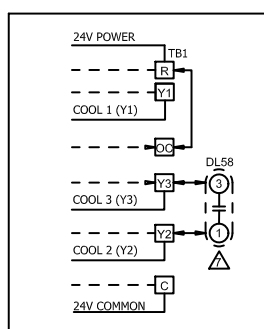 24V POWER
TB1
R
Y1
COOL 1 (Y1)
OC
DL58
Y3
3
COOL 3 (Y3)
Y2
1
COOL 2 (Y2)
7
C
24V COMMON